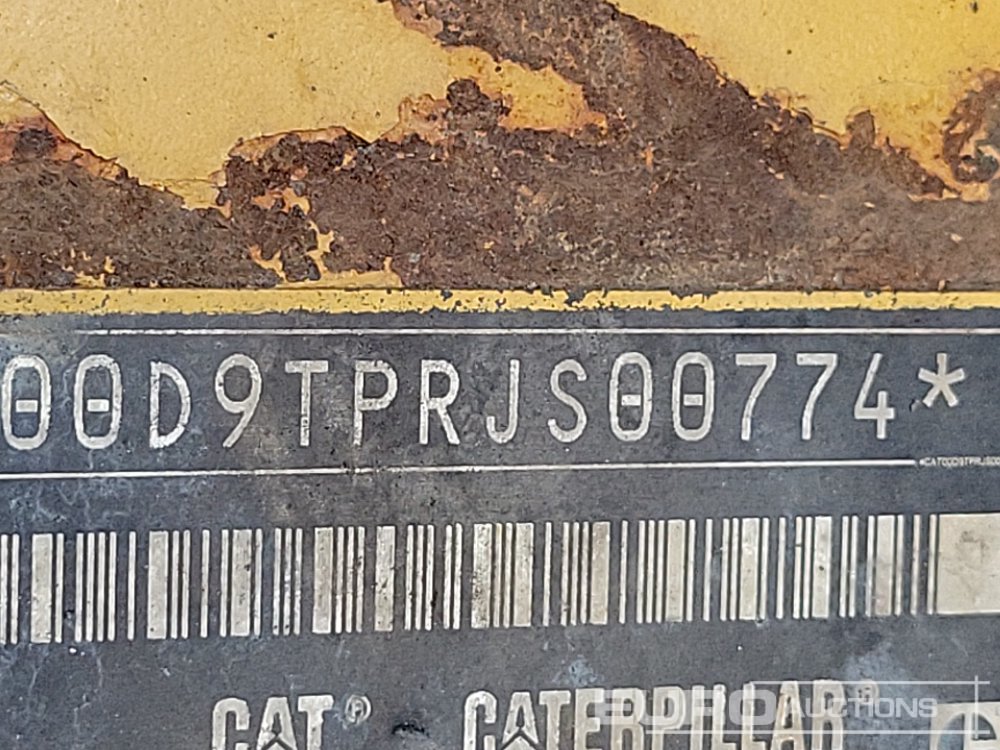 00D9TPRJS00774*
CAT® CATERPILLAR®
EURO AUCTIONS